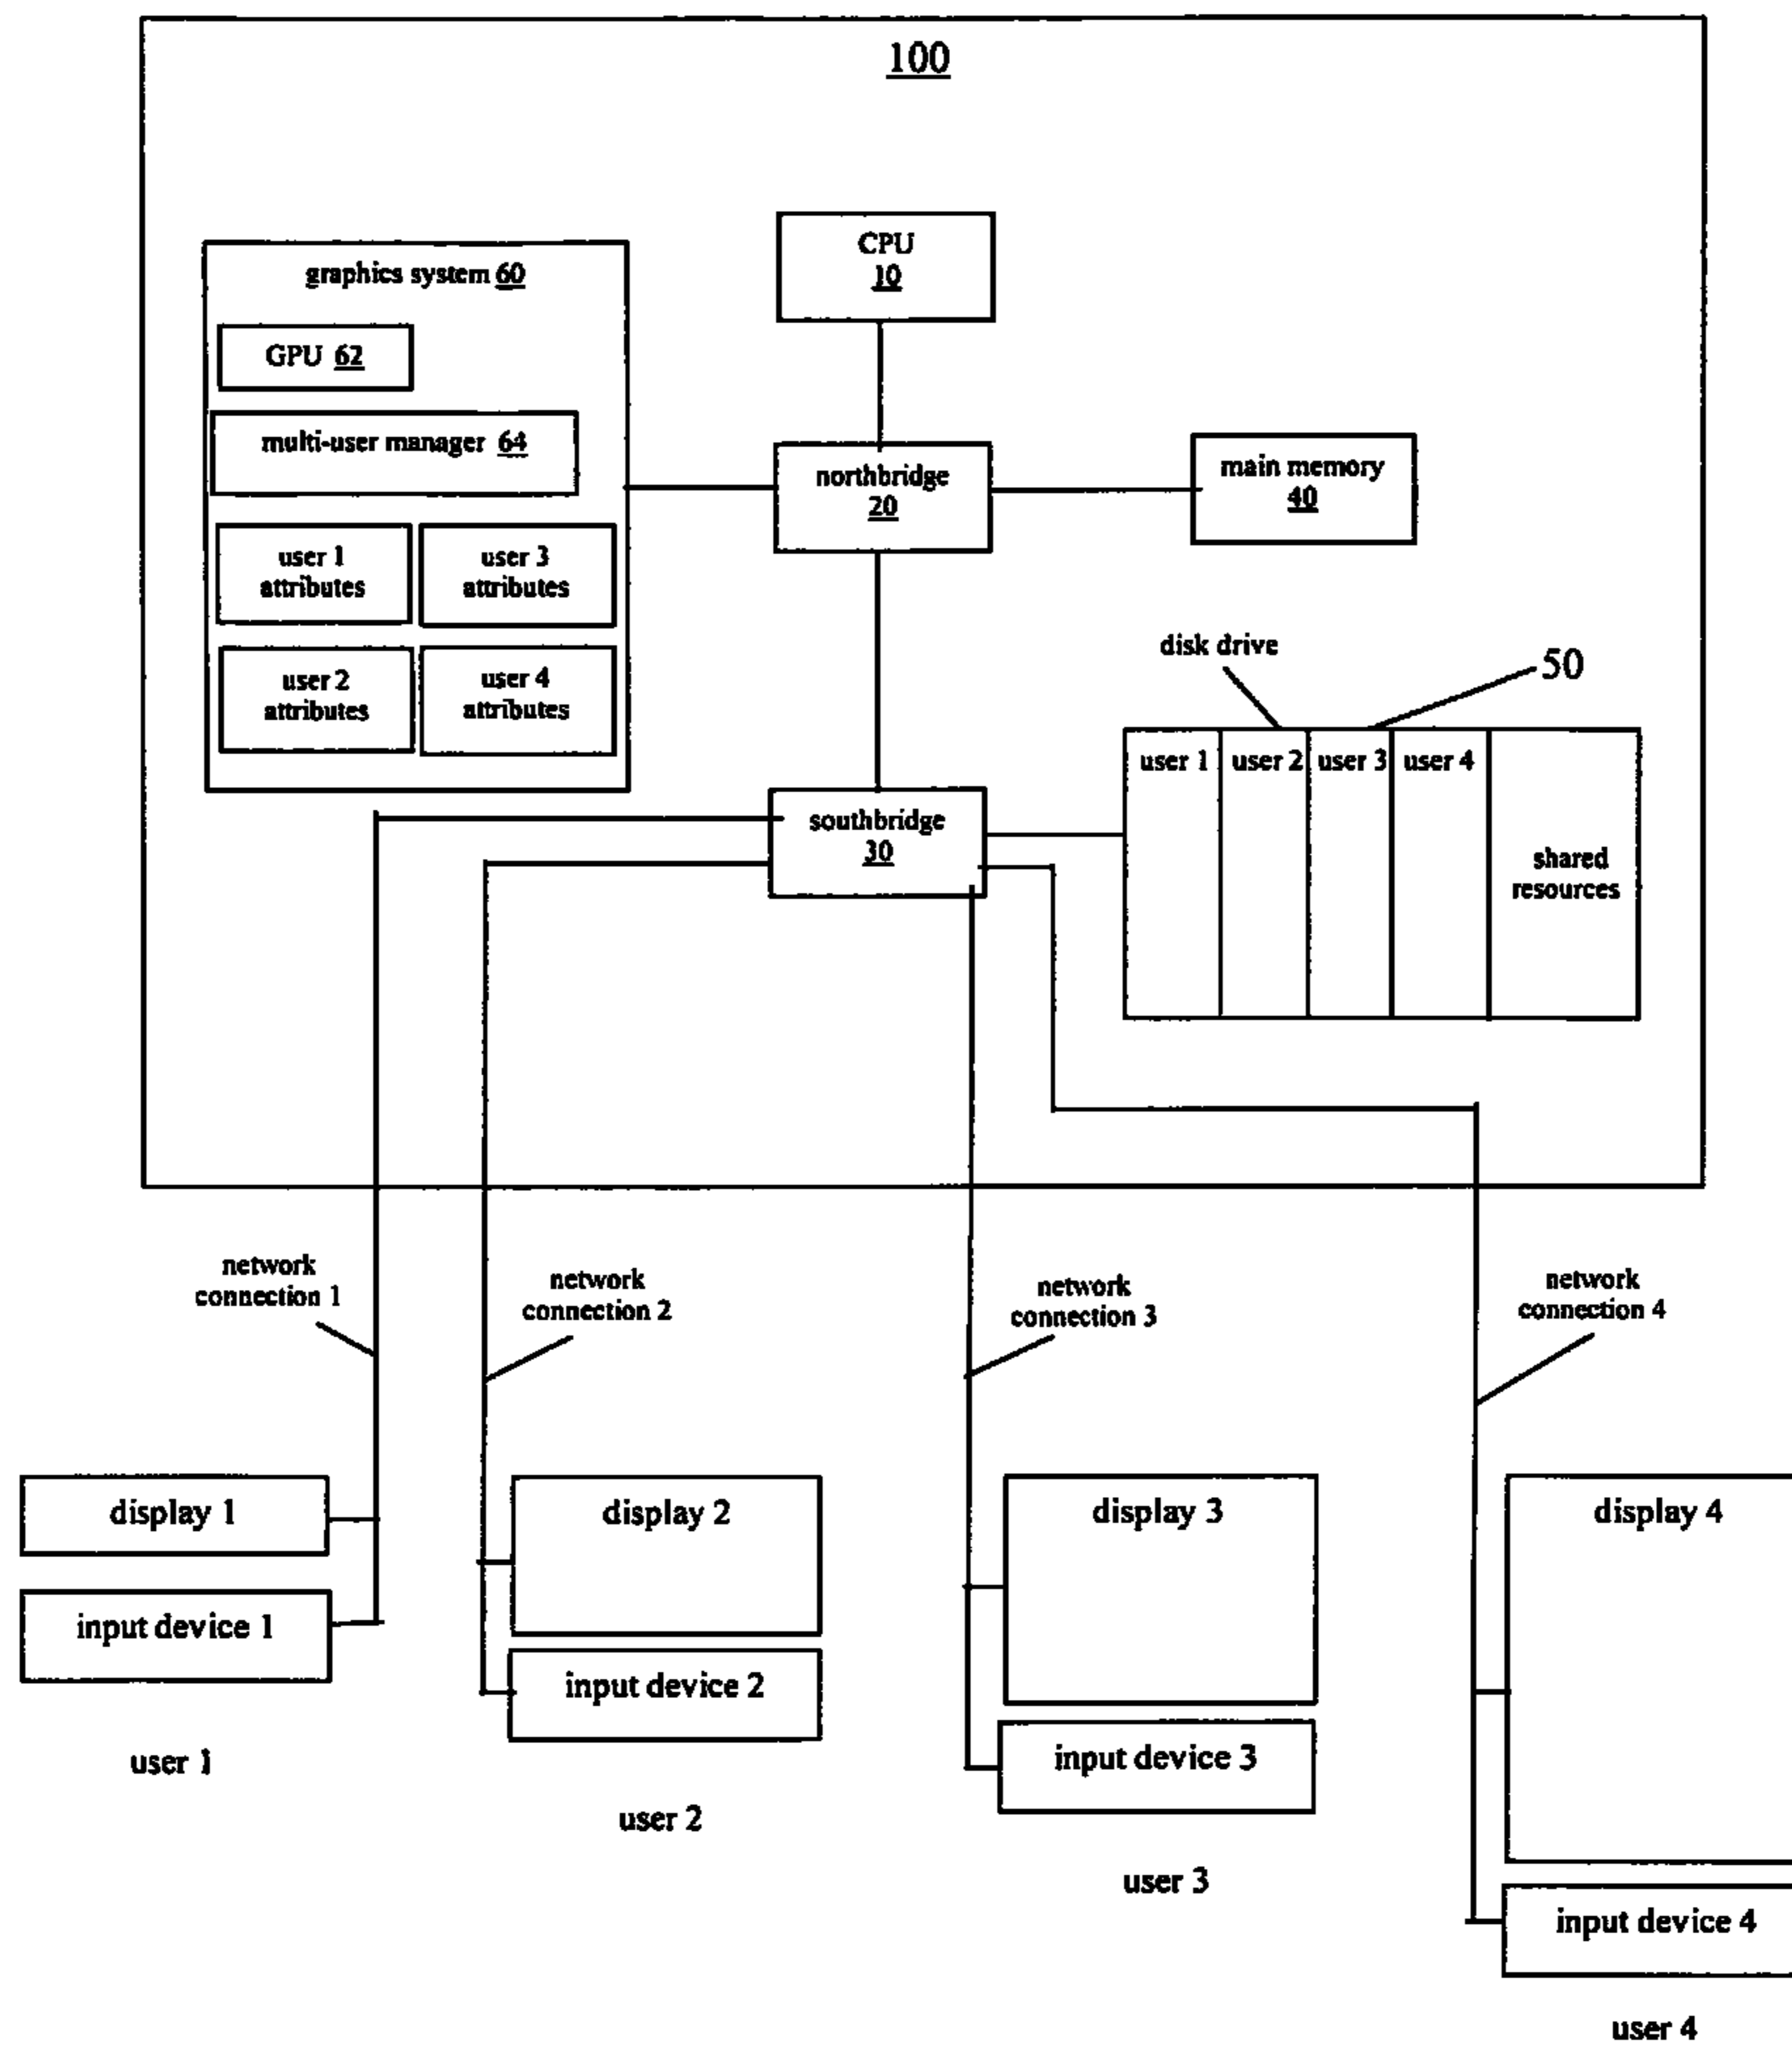 100
CPU
10
graphics system 60
GPU 62
multi-user manager 64
user 1
attributes
user 3
attributes
user 2
attributes
user 4
attributes
northbridge
20
main memory
40
disk drive
50
southbridge
30
user 1
user 2
user 3
user 4
shared
resources
network
connection 1
network
connection 2
network
connection 3
network
connection 4
display 1
input device 1
user 1
display 2
input device 2
user 2
display 3
input device 3
user 3
display 4
input device 4
user 4